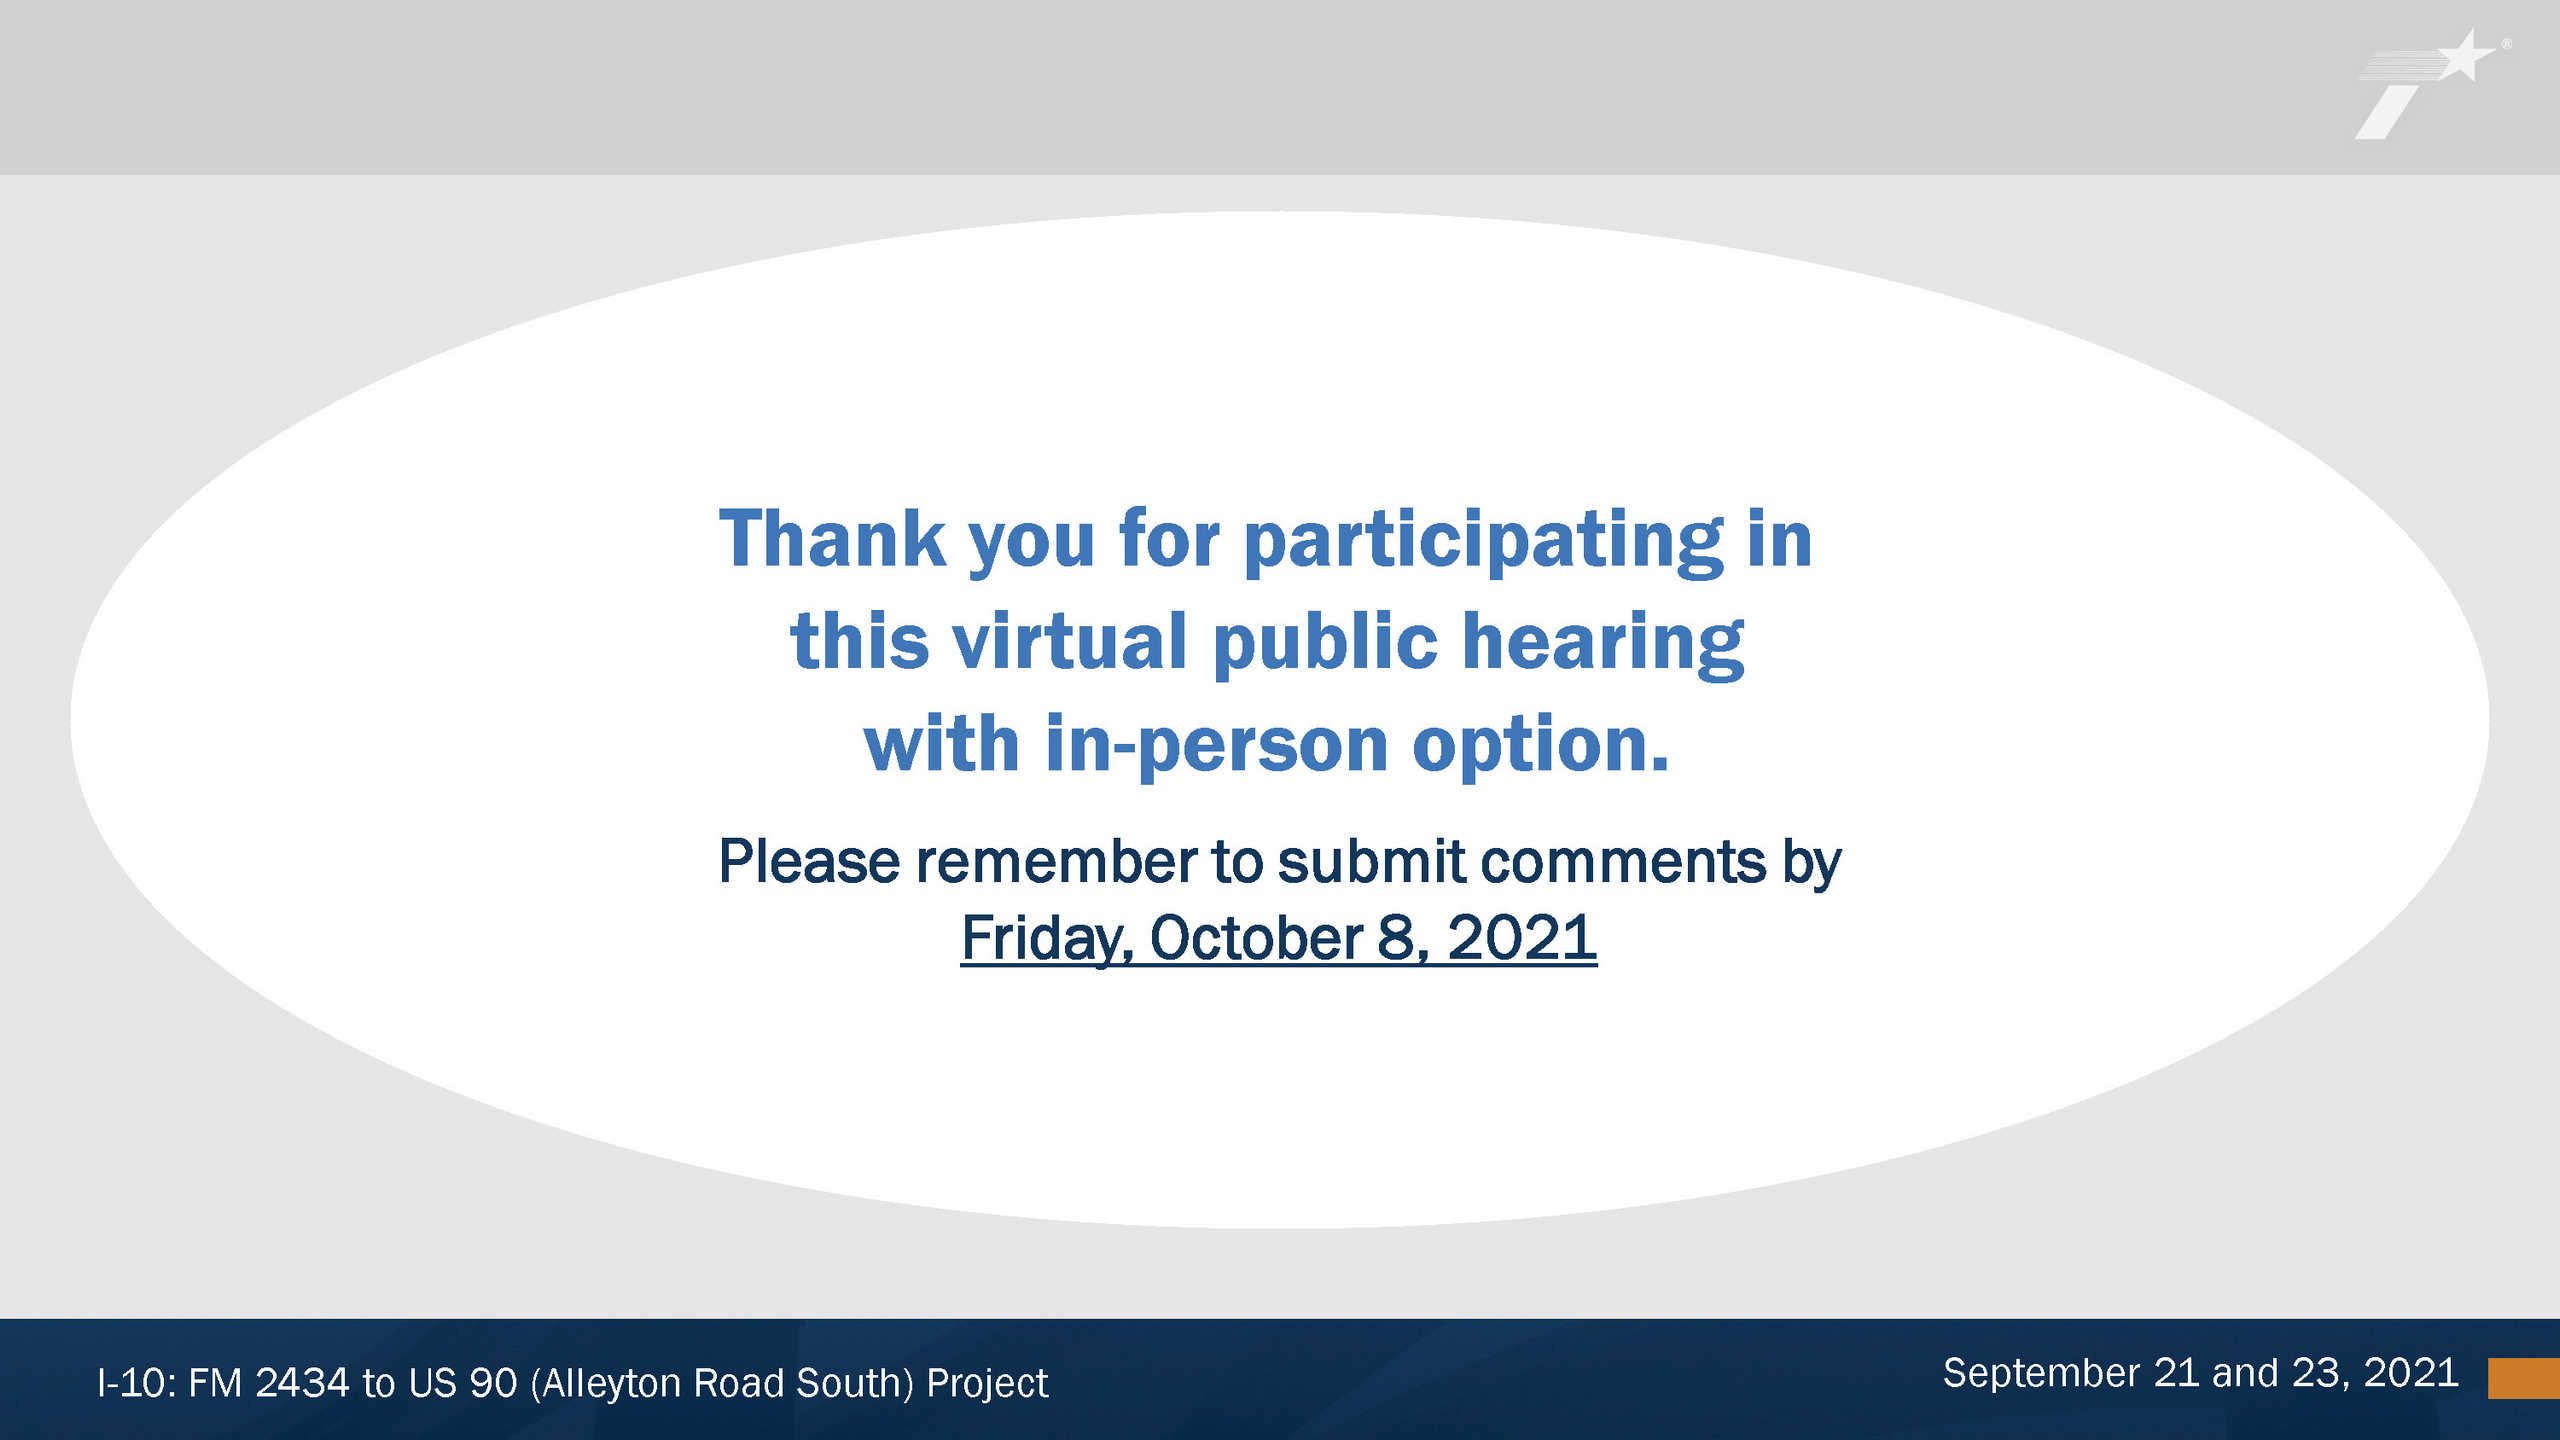 Thank you for participating in
this virtual public hearing
with in-person option.
Please remember to submit comments by
Friday, October 8, 2021
I-10: FM 2434 to US 90 (Alleyton Road South) Project
September 21 and 23, 2021